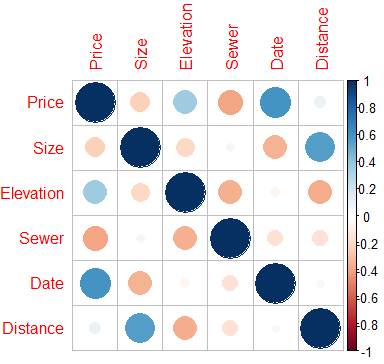 Price
Size
Elevation
Sewer
Date
Distance
Price
Size
Elevation
Sewer
Date
Distance
1
0.8
0.6
0.4
0.2
0
-0.2
-0.4
-0.6
-0.8
-1